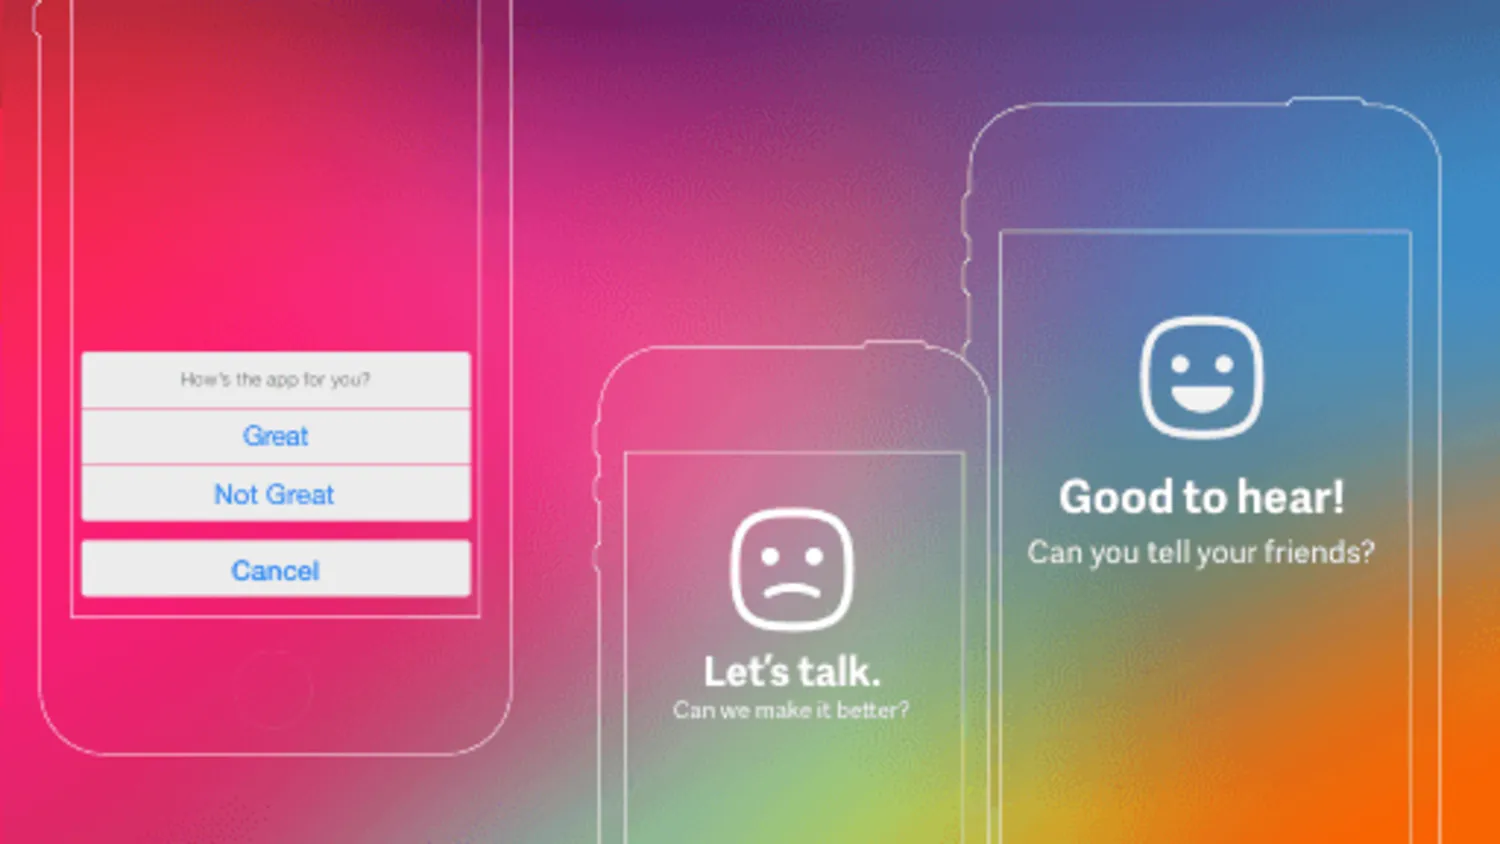 How's the app for you?
Great
Not Great
Cancel
Let's talk.
Can we make it better?
Good to hear!
Can you tell your friends?